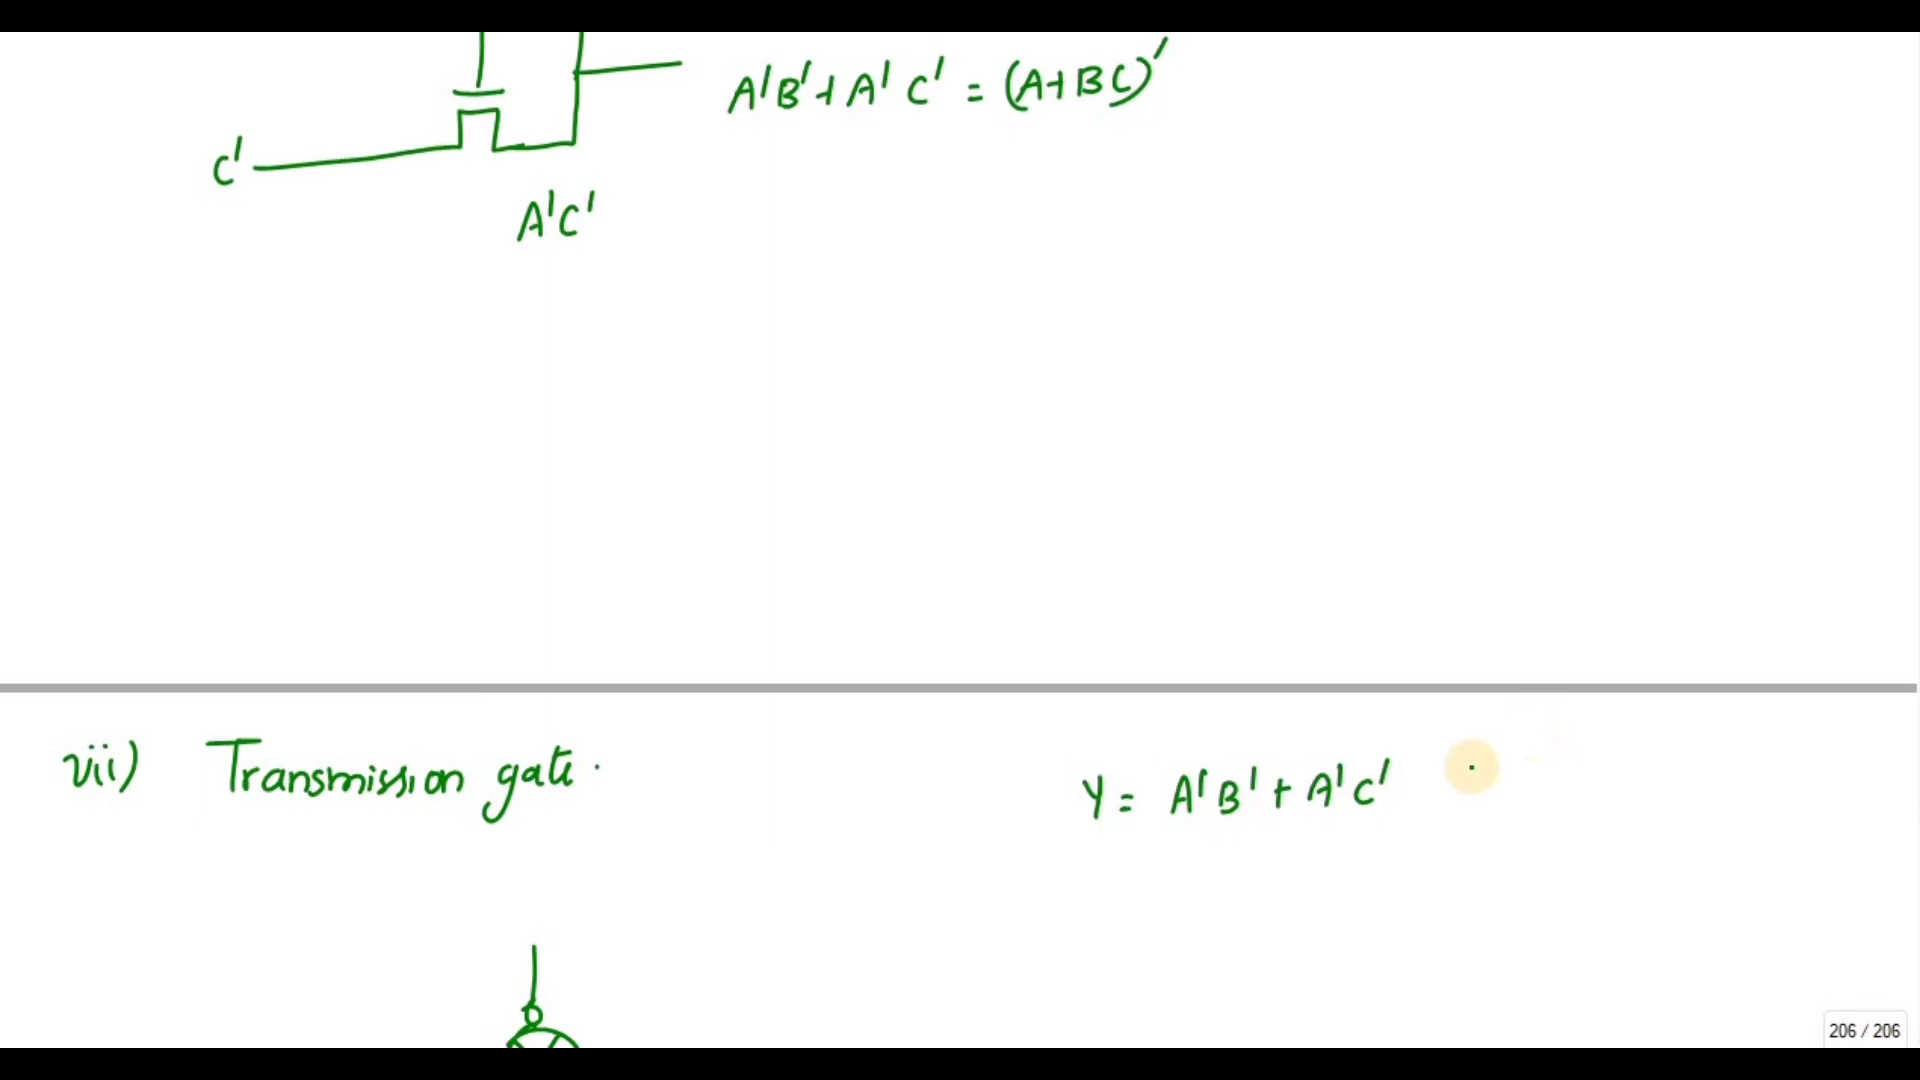 A'B' + A'C' = (A+BC)'
C'
A'C'
vii) Transmission gate.
Y = A'B' + A'C'
206 / 206